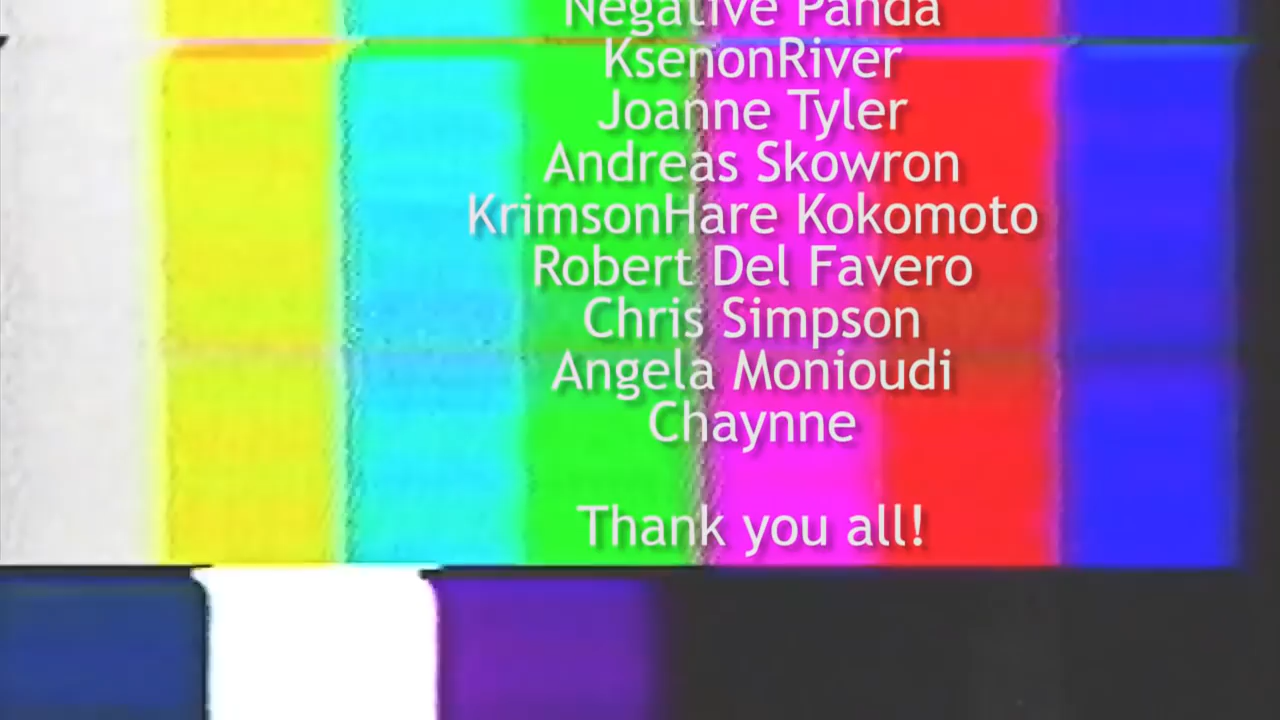 Negative Panda
KsenonRiver
Joanne Tyler
Andreas Skowron
KrimsonHare Kokomoto
Robert Del Favero
Chris Simpson
Angela Monioudi
Chaynne
Thank you all!